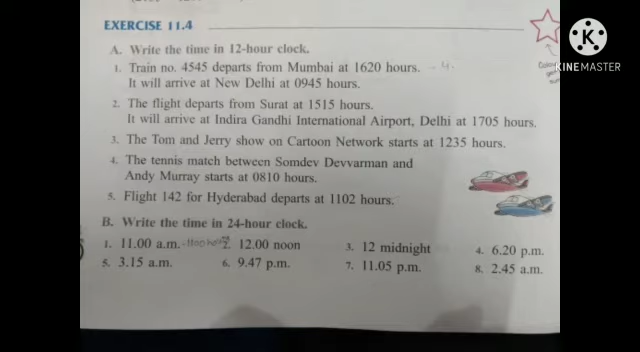 EXERCISE 11.4
A. Write the time in 12-hour clock.
1. Train no. 4545 departs from Mumbai at 1620 hours.
It will arrive at New Delhi at 0945 hours.
2. The flight departs from Surat at 1515 hours.
It will arrive at Indira Gandhi International Airport, Delhi at 1705 hours.
3. The Tom and Jerry show on Cartoon Network starts at 1235 hours.
4. The tennis match between Somdev Devvarman and
Andy Murray starts at 0810 hours.
5. Flight 142 for Hyderabad departs at 1102 hours.
B. Write the time in 24-hour clock.
1. 11.00 a.m. 2. 12.00 noon 3. 12 midnight 4. 6.20 p.m.
5. 3.15 a.m. 6. 9.47 p.m. 7. 11.05 p.m. 8. 2.45 a.m.
K
KINEMASTER